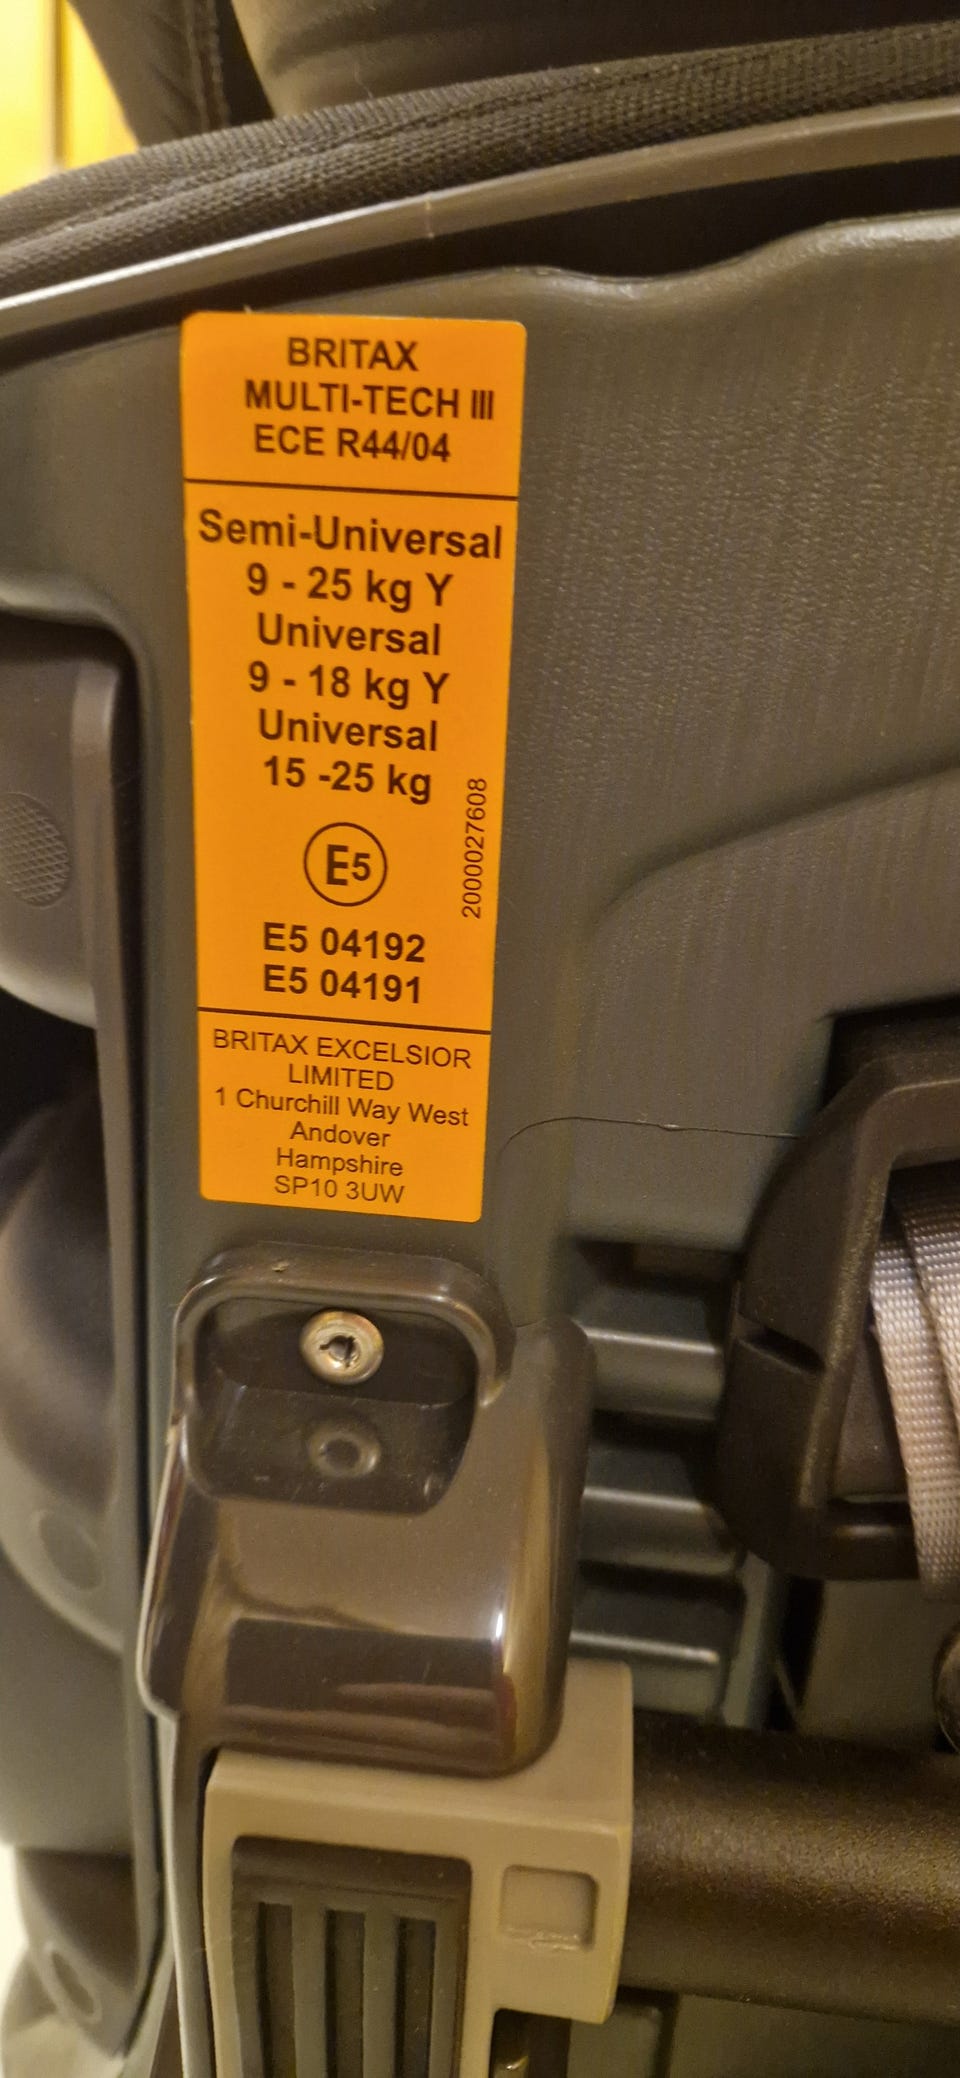 BRITAX
MULTI-TECH III
ECE R44/04
Semi-Universal
9 - 25 kg Y
Universal
9 - 18 kg Y
Universal
15 -25 kg
2000027608
E5
E5 04192
E5 04191
BRITAX EXCELSIOR
LIMITED
1 Churchill Way West
Andover
Hampshire
SP10 3UW